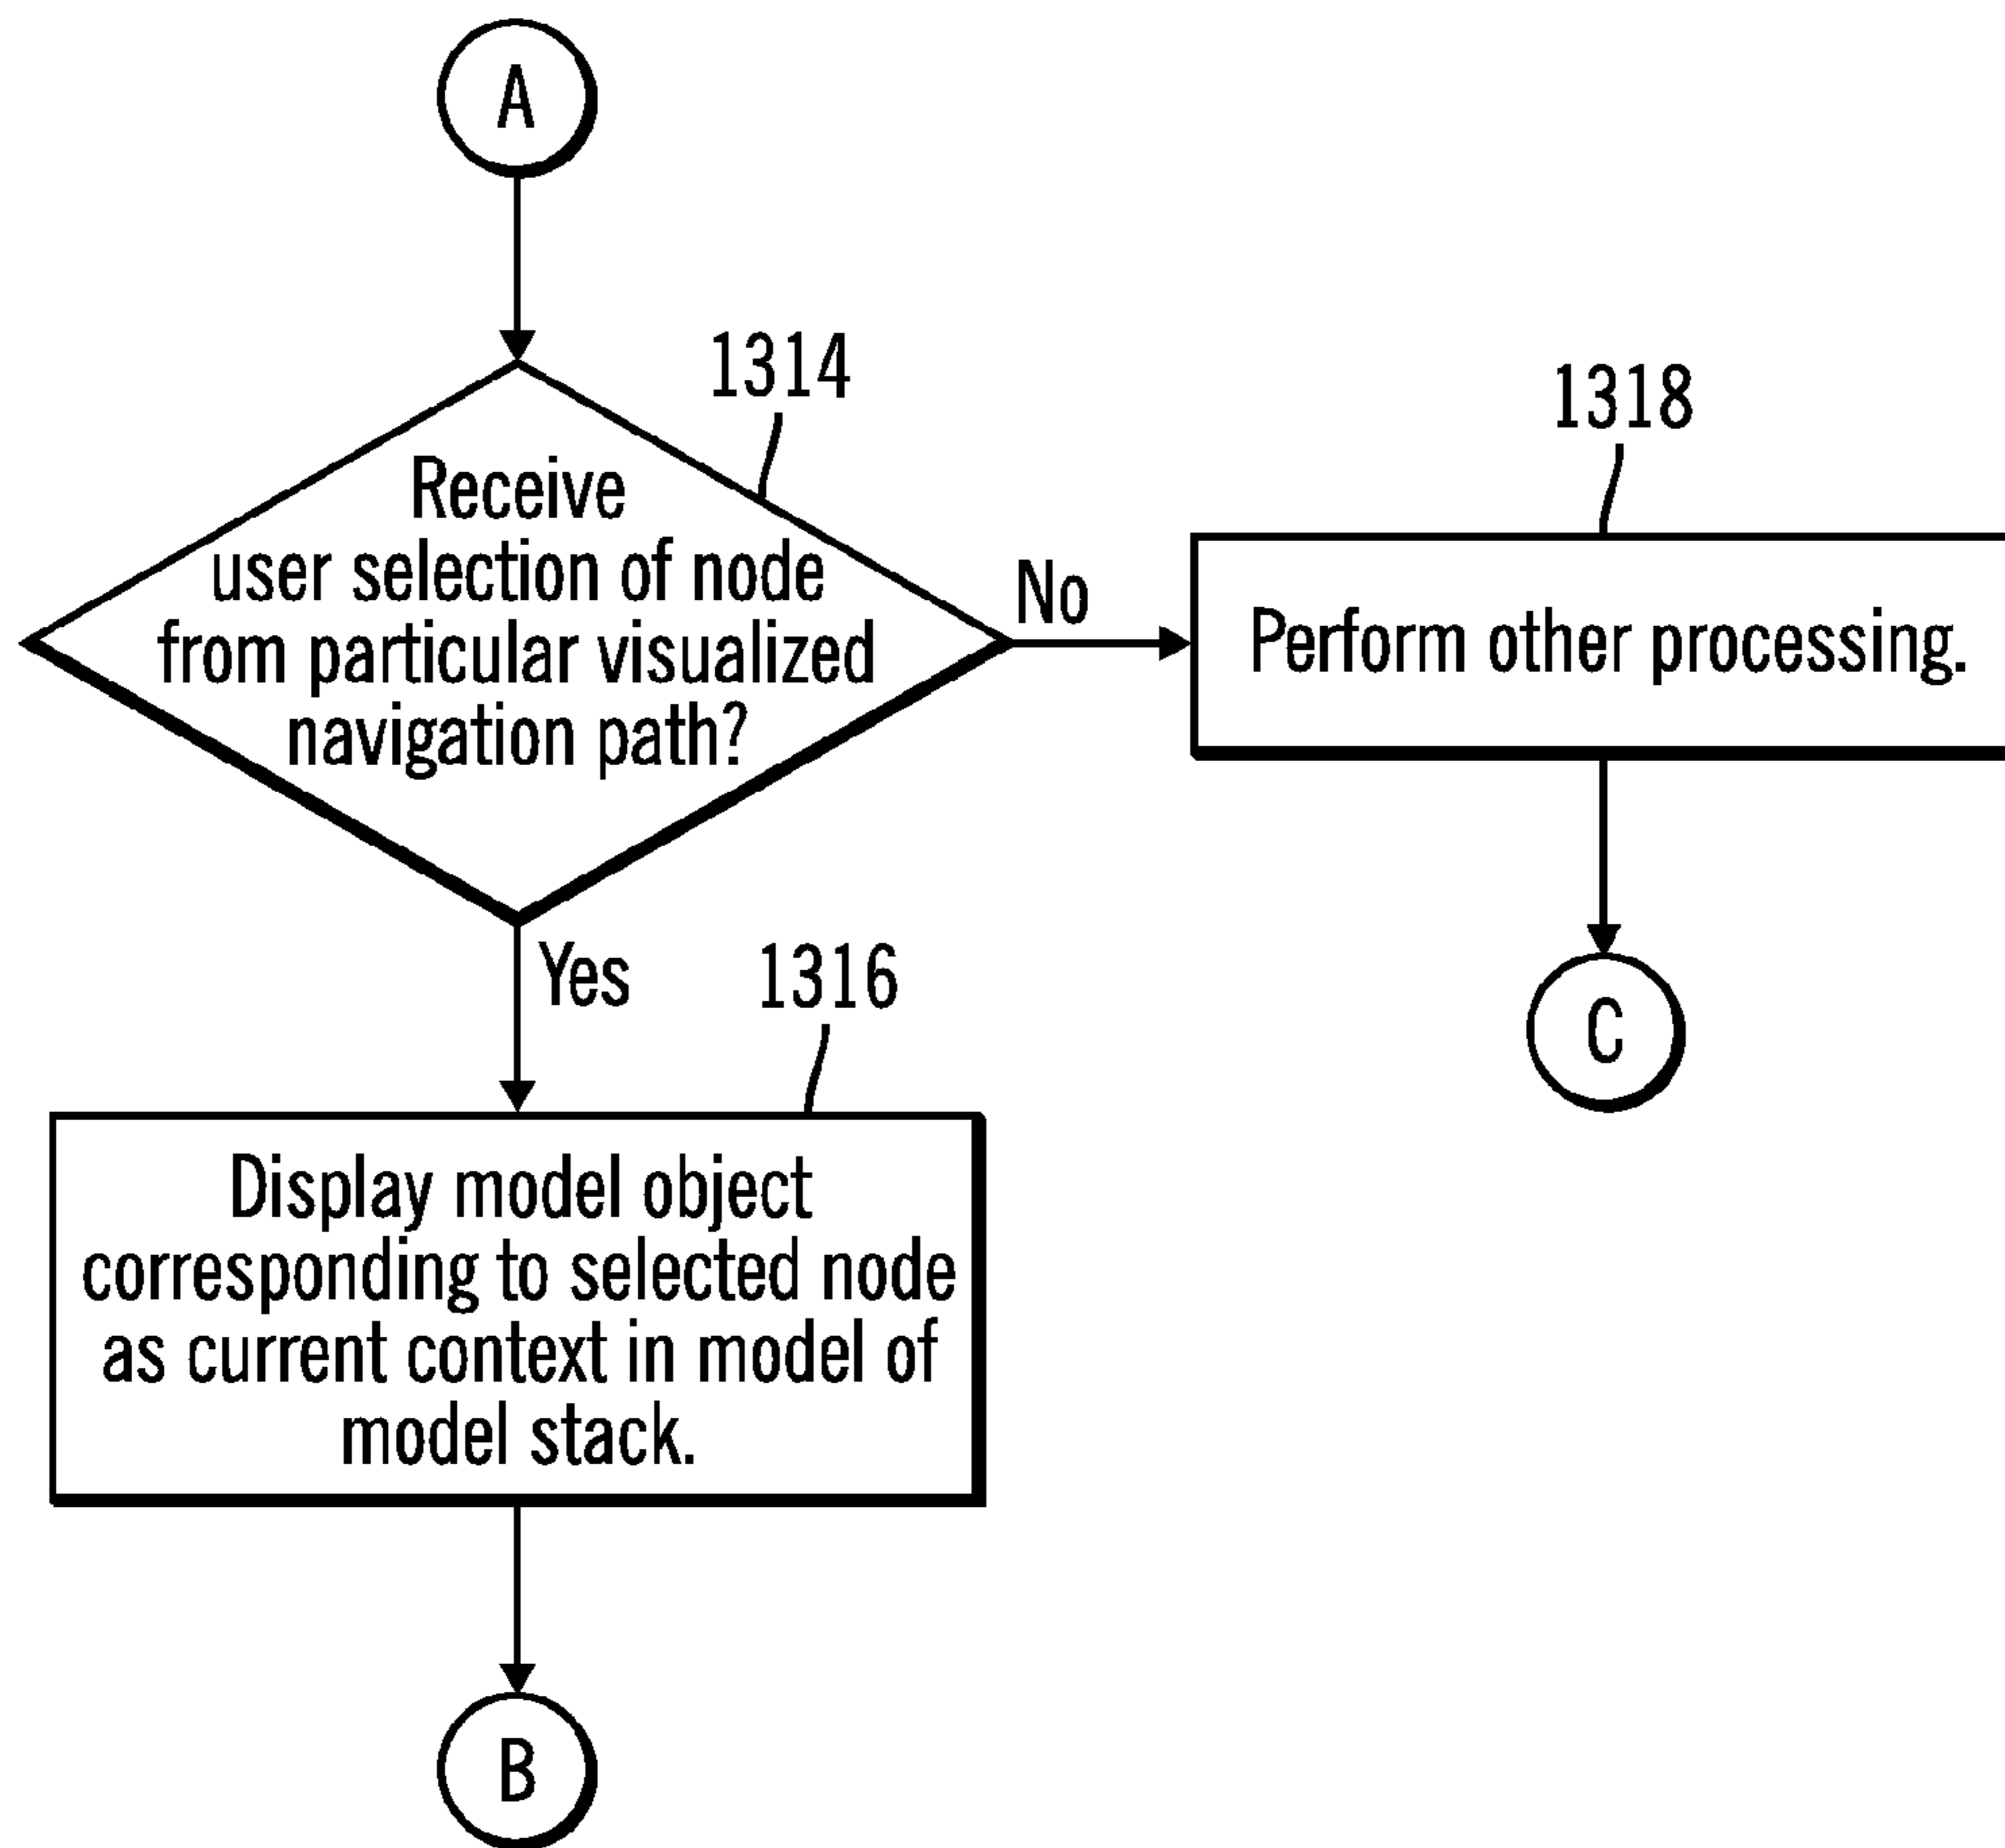 A
1314
Receive
user selection of node
from particular visualized
navigation path?
No
1318
Perform other processing.
C
Yes
1316
Display model object
corresponding to selected node
as current context in model of
model stack.
B